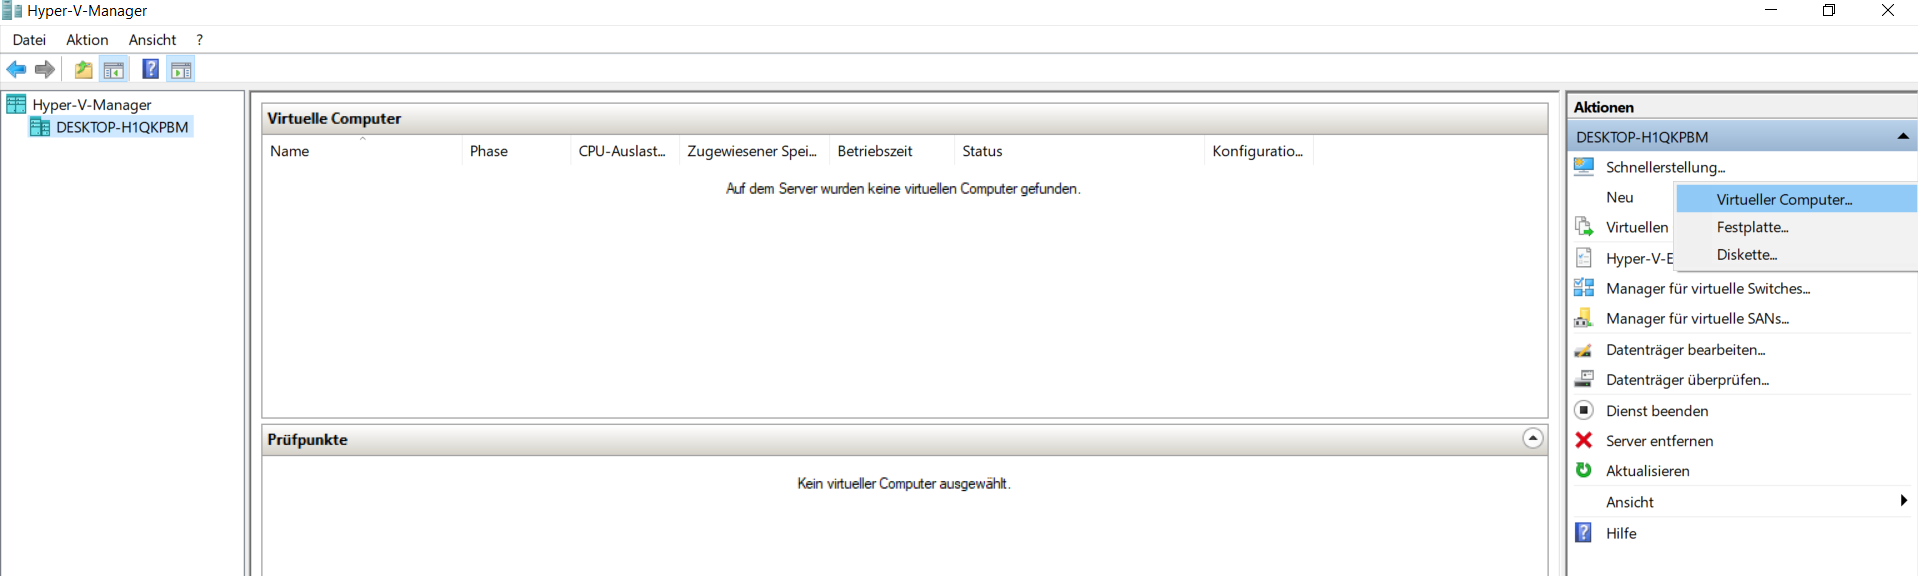 Hyper-V-Manager
Datei Aktion Ansicht ?
?
Hyper-V-Manager
DESKTOP-H1QKPBM
Virtuelle Computer
Name Phase CPU-Auslast... Zugewiesener Spei... Betriebszeit Status Konfiguratio...
Auf dem Server wurden keine virtuellen Computer gefunden.
Prüfpunkte
Kein virtueller Computer ausgewählt.
Aktionen
DESKTOP-H1QKPBM
Schnellerstellung...
Neu
Virtueller Computer...
Festplatte...
Diskette...
Virtuellen
Hyper-V-E
Manager für virtuelle Switches...
Manager für virtuelle SANs...
Datenträger bearbeiten...
Datenträger überprüfen...
Dienst beenden
Server entfernen
Aktualisieren
Ansicht
? Hilfe